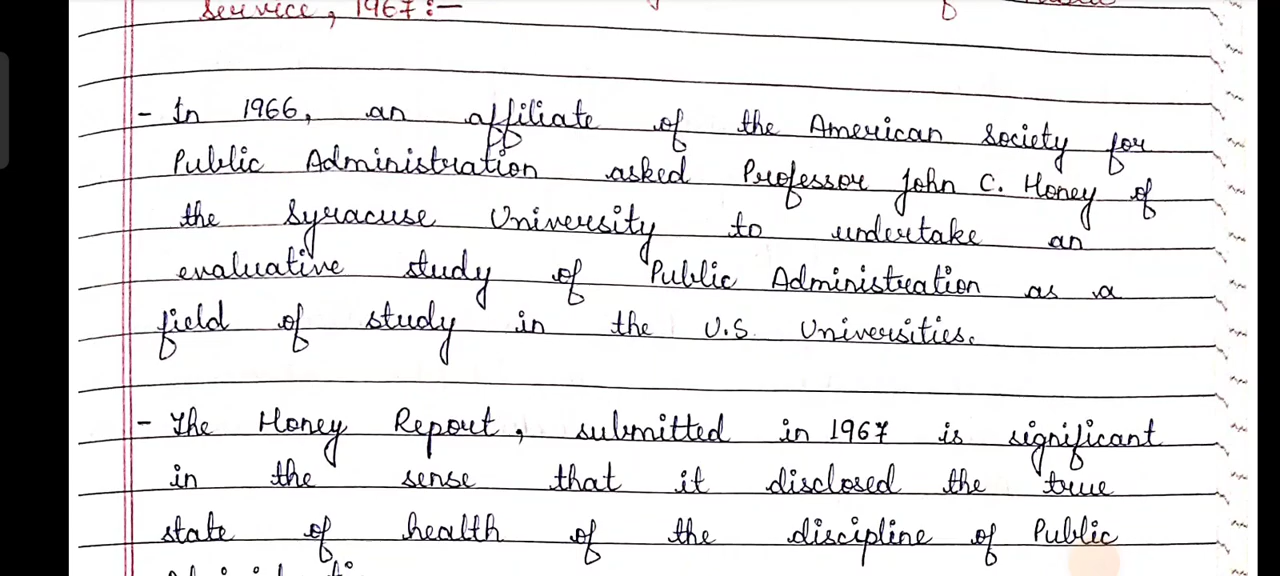 Service, 1967:-
- In 1966, an affiliate of the American Society for
Public Administration asked Professor John C. Honey of
the Syracuse University to undertake an
evaluative study of Public Administration as a
field of study in the U.S. Universities.
- The Honey Report, submitted in 1967 is significant
in the sense that it disclosed the true
state of health of the discipline of Public